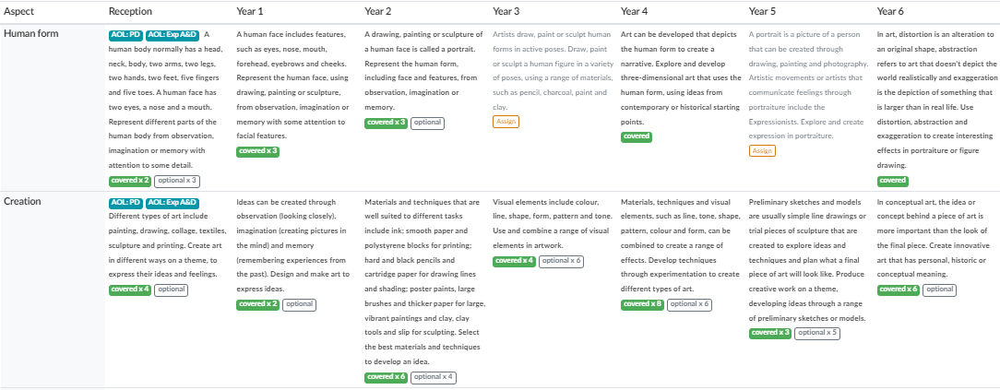 Aspect
Reception
Year 1
Year 2
Year 3
Year 4
Year 5
Year 6
Human form
AOL: PD AOL: Exp A&D A
human body normally has a head,
neck, body, two arms, two legs,
two hands, two feet, five fingers
and five toes. A human face has
two eyes, a nose and a mouth.
Represent different parts of the
human body from observation,
imagination or memory with
attention to some detail.
covered x 2 optional x 3
A human face includes features,
such as eyes, nose, mouth,
forehead, eyebrows and cheeks.
Represent the human face, using
drawing, painting or sculpture,
from observation, imagination or
memory with some attention to
facial features.
covered x 3
A drawing, painting or sculpture of
a human face is called a portrait.
Represent the human form,
including face and features, from
observation, imagination or
memory.
covered x 3 optional
Artists draw, paint or sculpt human
forms in active poses. Draw, paint
or sculpt a human figure in a variety
of poses, using a range of materials,
such as pencil, charcoal, paint and
clay.
Assign
Art can be developed that depicts
the human form to create a
narrative. Explore and develop
three-dimensional art that uses the
human form, using ideas from
contemporary or historical starting
points.
covered
A portrait is a picture of a person
that can be created through
drawing, painting and photography.
Artistic movements or artists that
communicate feelings through
portraiture include the
Expressionists. Explore and create
expression in portraiture.
Assign
In art, distortion is an alteration to
an original shape, abstraction
refers to art that doesn't depict the
world realistically and exaggeration
is the depiction of something that
is larger than in real life. Use
distortion, abstraction and
exaggeration to create interesting
effects in portraiture or figure
drawing.
covered
Creation
AOL: PD AOL: Exp A&D
Different types of art include
painting, drawing, collage, textiles,
sculpture and printing. Create art
in different ways on a theme, to
express their ideas and feelings.
covered x 4 optional
Ideas can be created through
observation (looking closely),
imagination (creating pictures in
the mind) and memory
(remembering experiences from
the past). Design and make art to
express ideas.
covered x 2 optional
Materials and techniques that are
well suited to different tasks
include ink; smooth paper and
polystyrene blocks for printing;
hard and black pencils and
cartridge paper for drawing lines
and shading; poster paints, large
brushes and thicker paper for large,
vibrant paintings and clay, clay
tools and slip for sculpting. Select
the best materials and techniques
to develop an idea.
covered x 6 optional x 4
Visual elements include colour,
line, shape, form, pattern and tone.
Use and combine a range of visual
elements in artwork.
covered x 4 optional x 6
Materials, techniques and visual
elements, such as line, tone, shape,
pattern, colour and form, can be
combined to create a range of
effects. Develop techniques
through experimentation to create
different types of art.
covered x 8 optional x 6
Preliminary sketches and models
are usually simple line drawings or
trial pieces of sculpture that are
created to explore ideas and
techniques and plan what a final
piece of art will look like. Produce
creative work on a theme,
developing ideas through a range
of preliminary sketches or models.
covered x 3 optional x 5
In conceptual art, the idea or
concept behind a piece of art is
more important than the look of
the final piece. Create innovative
art that has personal, historic or
conceptual meaning.
covered x 6 optional